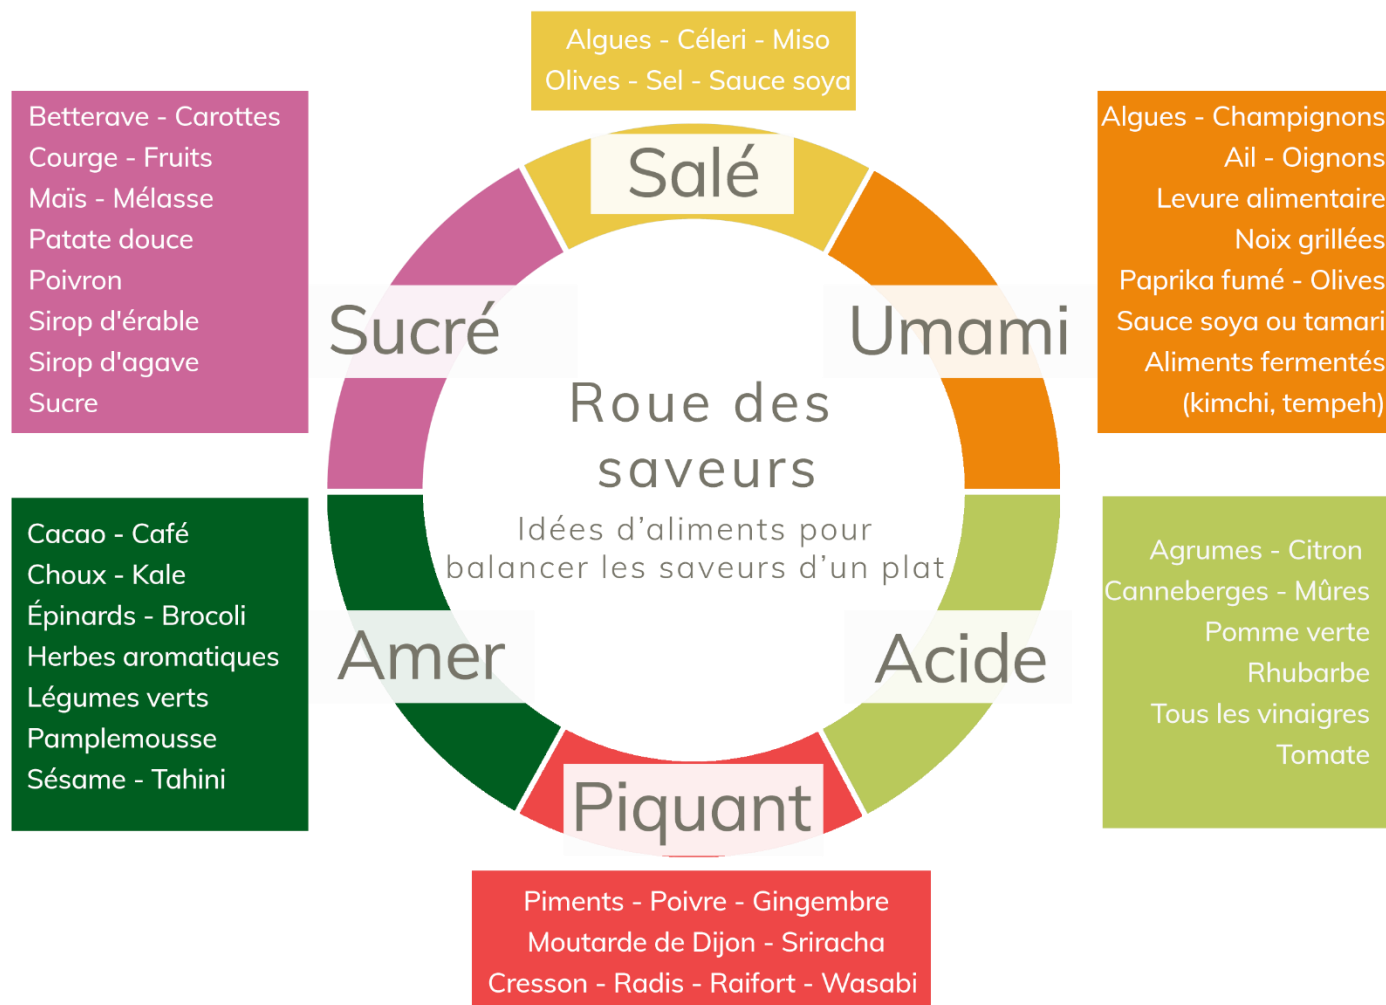 Algues - Céleri - Miso
Olives - Sel - Sauce soya
Salé
Betterave - Carottes
Courge - Fruits
Maïs - Mélasse
Patate douce
Poivron
Sirop d'érable
Sirop d'agave
Sucre
Sucré
Algues - Champignons
Ail - Oignons
Levure alimentaire
Noix grillées
Paprika fumé - Olives
Sauce soya ou tamari
Aliments fermentés
(kimchi, tempeh)
Umami
Roue des
saveurs
Idées d’aliments pour
balancer les saveurs d’un plat
Cacao - Café
Choux - Kale
Épinards - Brocoli
Herbes aromatiques
Légumes verts
Pamplemousse
Sésame - Tahini
Amer
Agrumes - Citron
Canneberges - Mûres
Pomme verte
Rhubarbe
Tous les vinaigres
Tomate
Acide
Piquant
Piments - Poivre - Gingembre
Moutarde de Dijon - Sriracha
Cresson - Radis - Raifort - Wasabi